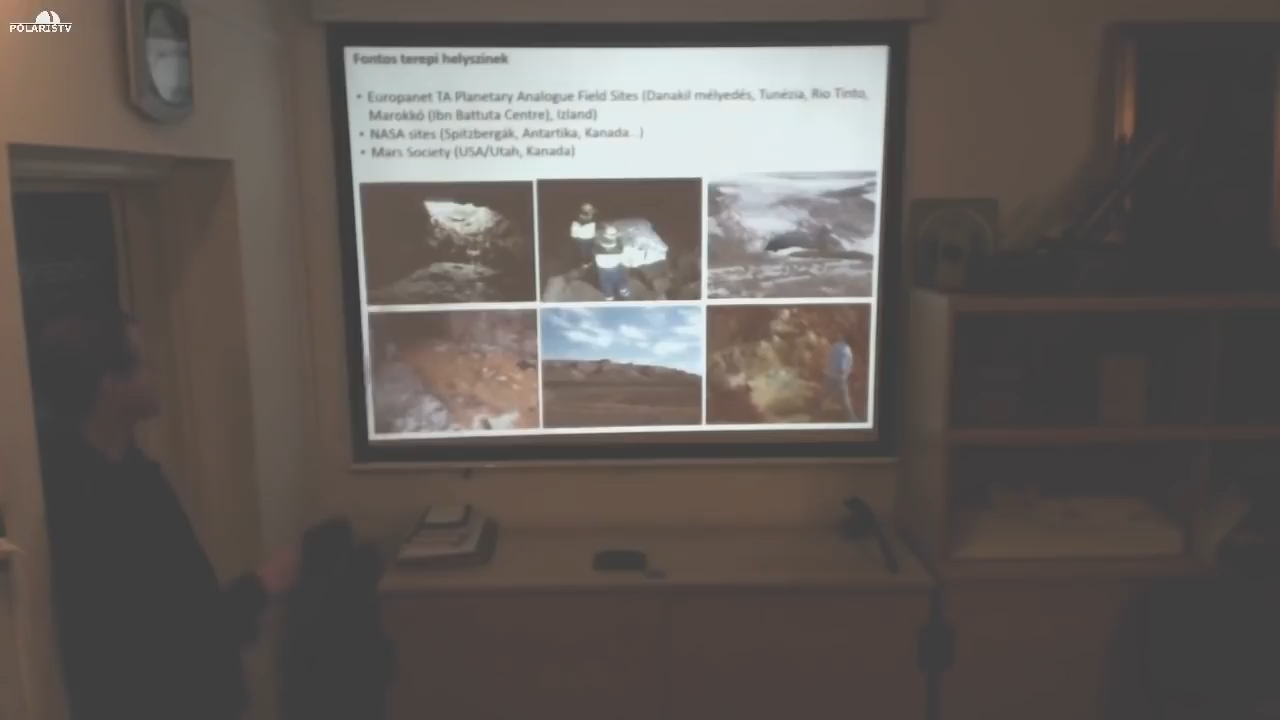 POLARISTV
Fontos terepi helyszínek
• Europanet TA Planetary Analogue Field Sites (Danakil mélyedés, Tunézia, Rio Tinto,
Marokkó (Ibn Battuta Centre), Izland)
• NASA sites (Spitzbergák, Antartika, Kanada...)
• Mars Society (USA/Utah, Kanada)